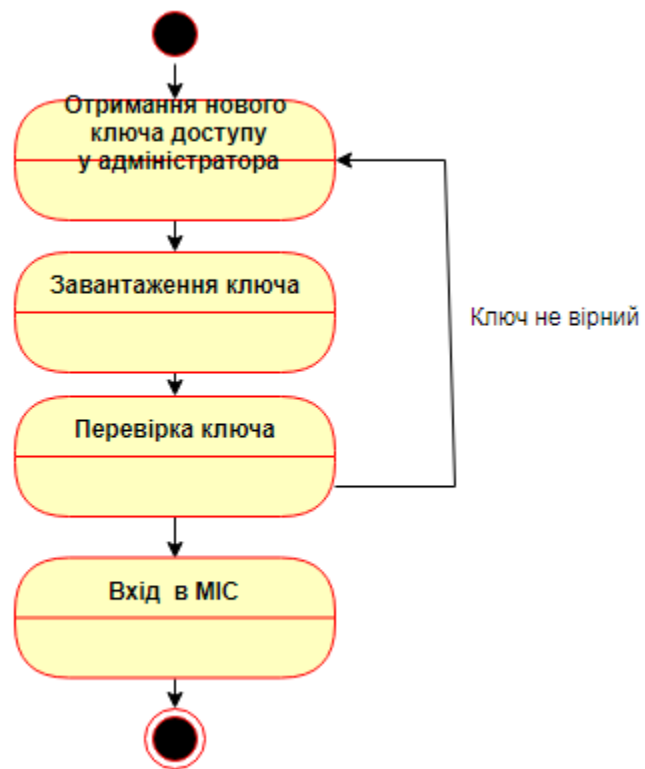 Отримання нового
ключа доступу
у адміністратора
Завантаження ключа
Ключ не вірний
Перевірка ключа
Вхід в МІС